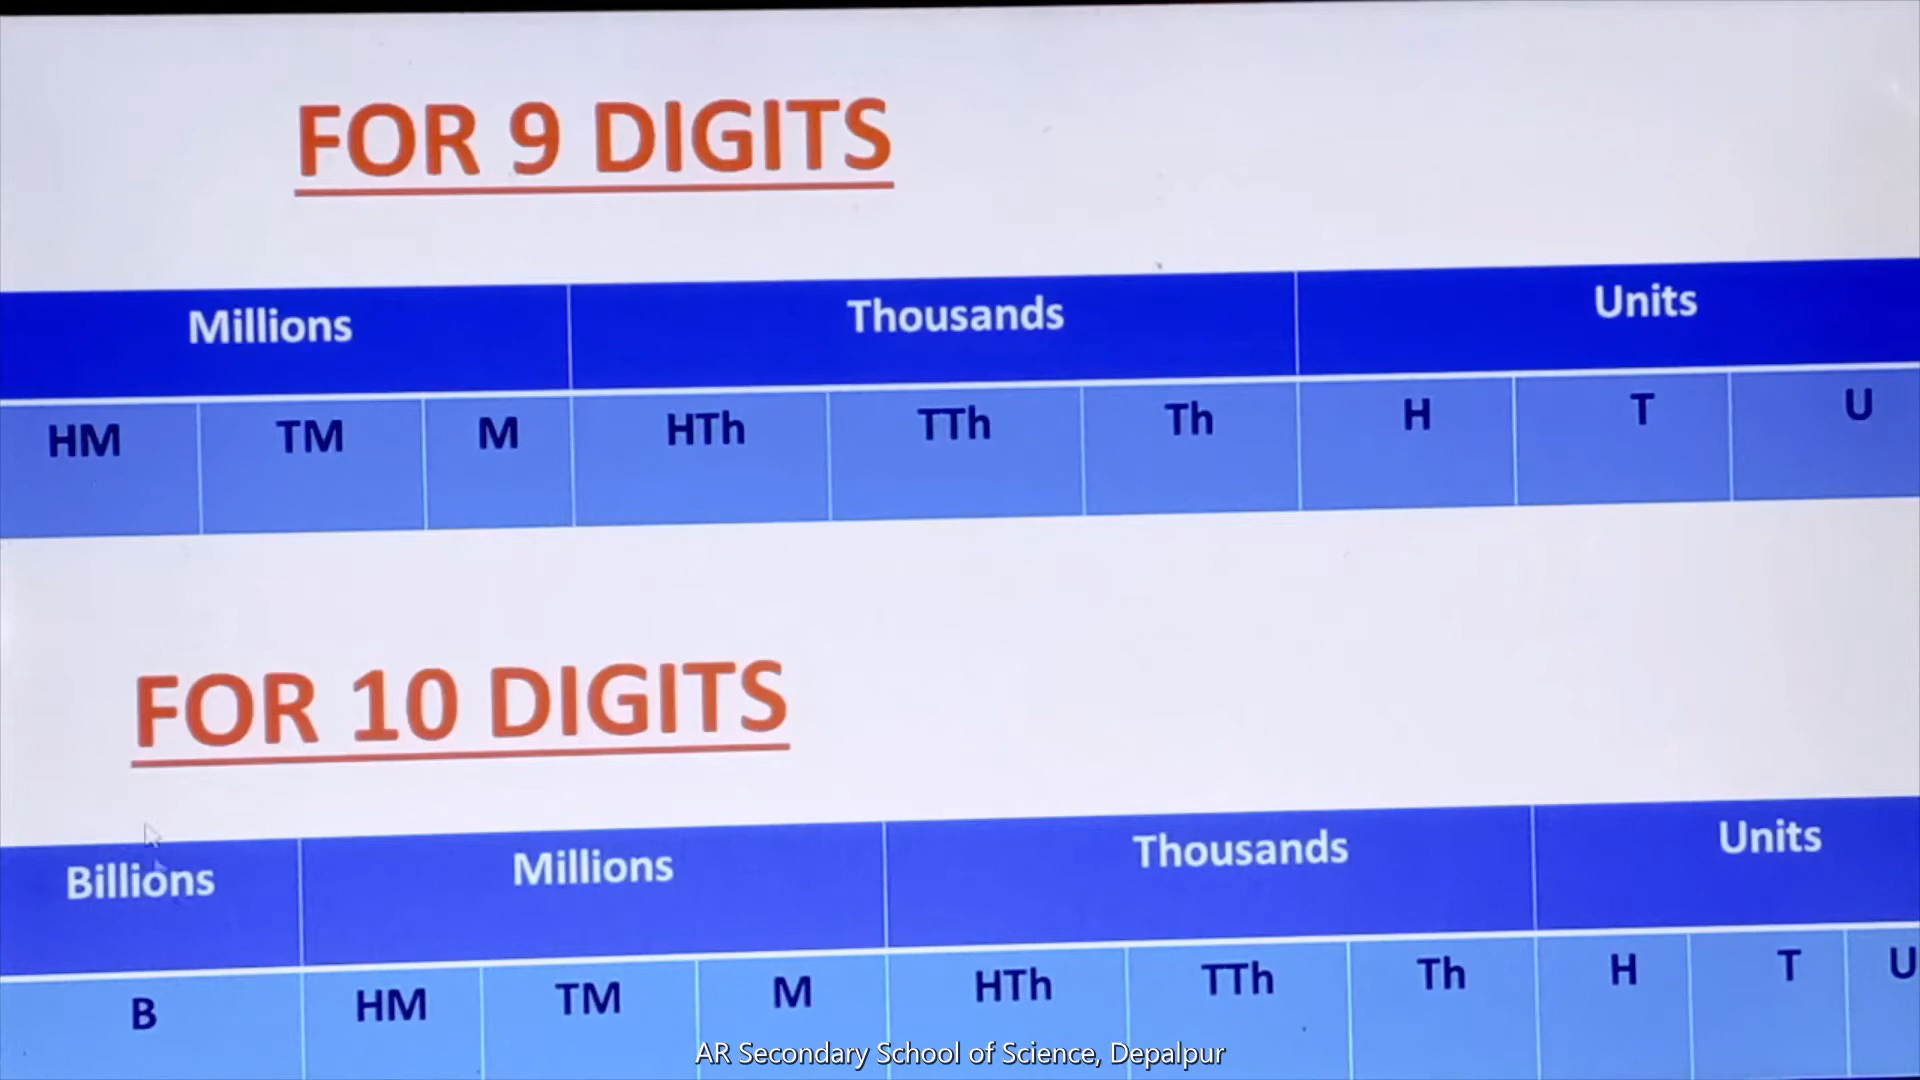 FOR 9 DIGITS
Millions Thousands Units
HM TM M HTh TTh Th H T U
FOR 10 DIGITS
Billions Millions Thousands Units
B HM TM M HTh TTh Th H T U
AR Secondary School of Science, Depalpur